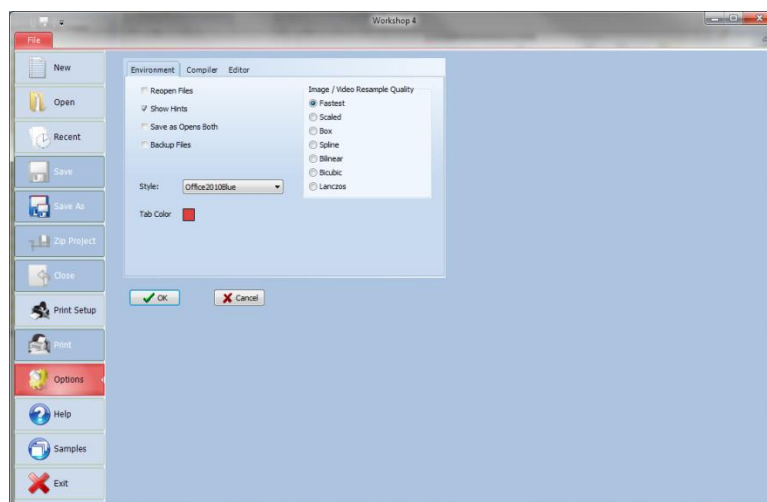 Workshop 4
File
New
Open
Recent
Save
Save As
Zip Project
Close
Print Setup
Print
Options
Help
Samples
Exit
Environment Compiler Editor
Reopen Files
Show Hints
Save as Opens Both
Backup Files
Style: Office2010Blue
Tab Color
Image / Video Resample Quality
Fastest
Scaled
Box
Spline
Bilinear
Bicubic
Lanczos
OK Cancel